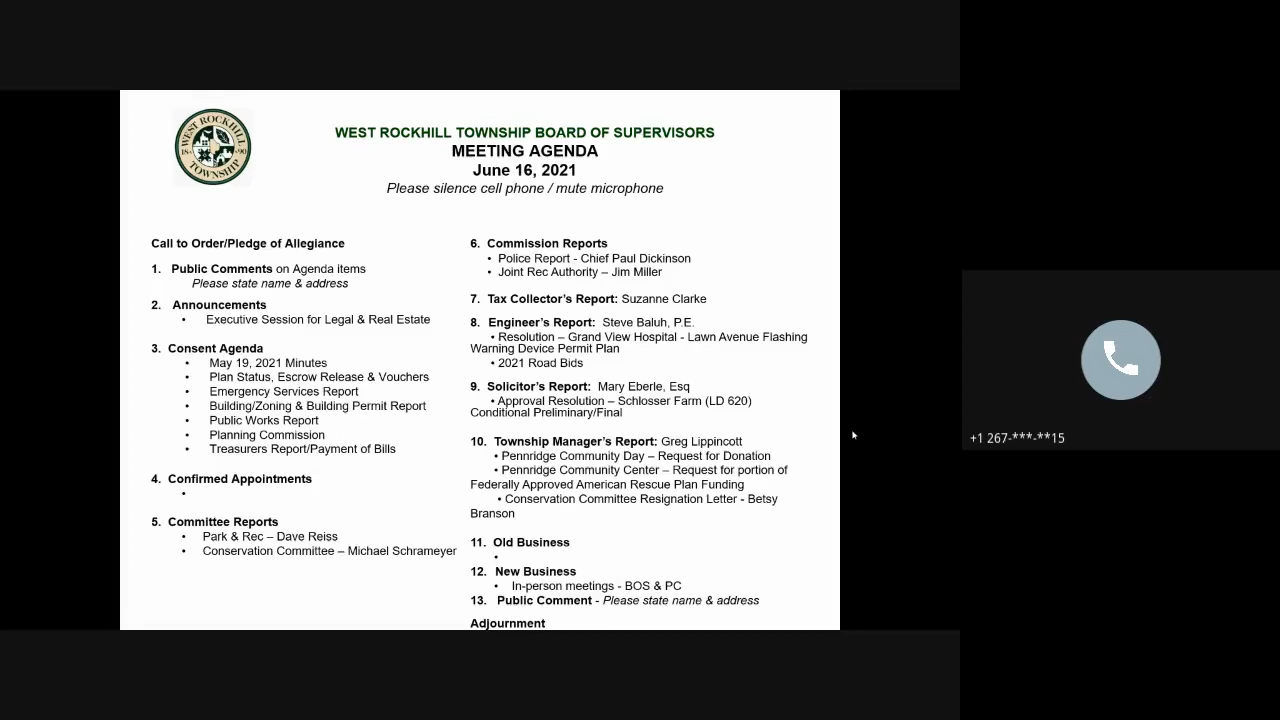 WEST ROCKHILL
18 90
TOWNSHIP
WEST ROCKHILL TOWNSHIP BOARD OF SUPERVISORS
MEETING AGENDA
June 16, 2021
Please silence cell phone / mute microphone
Call to Order/Pledge of Allegiance
1. Public Comments on Agenda items
Please state name & address
2. Announcements
• Executive Session for Legal & Real Estate
3. Consent Agenda
• May 19, 2021 Minutes
• Plan Status, Escrow Release & Vouchers
• Emergency Services Report
• Building/Zoning & Building Permit Report
• Public Works Report
• Planning Commission
• Treasurers Report/Payment of Bills
4. Confirmed Appointments
•
5. Committee Reports
• Park & Rec – Dave Reiss
• Conservation Committee – Michael Schrameyer
6. Commission Reports
• Police Report - Chief Paul Dickinson
• Joint Rec Authority – Jim Miller
7. Tax Collector's Report: Suzanne Clarke
8. Engineer's Report: Steve Baluh, P.E.
• Resolution – Grand View Hospital - Lawn Avenue Flashing
Warning Device Permit Plan
• 2021 Road Bids
9. Solicitor's Report: Mary Eberle, Esq
• Approval Resolution – Schlosser Farm (LD 620)
Conditional Preliminary/Final
10. Township Manager's Report: Greg Lippincott
• Pennridge Community Day – Request for Donation
• Pennridge Community Center – Request for portion of
Federally Approved American Rescue Plan Funding
• Conservation Committee Resignation Letter - Betsy
Branson
11. Old Business
•
12. New Business
• In-person meetings - BOS & PC
13. Public Comment - Please state name & address
Adjournment
+1 267-***-**15